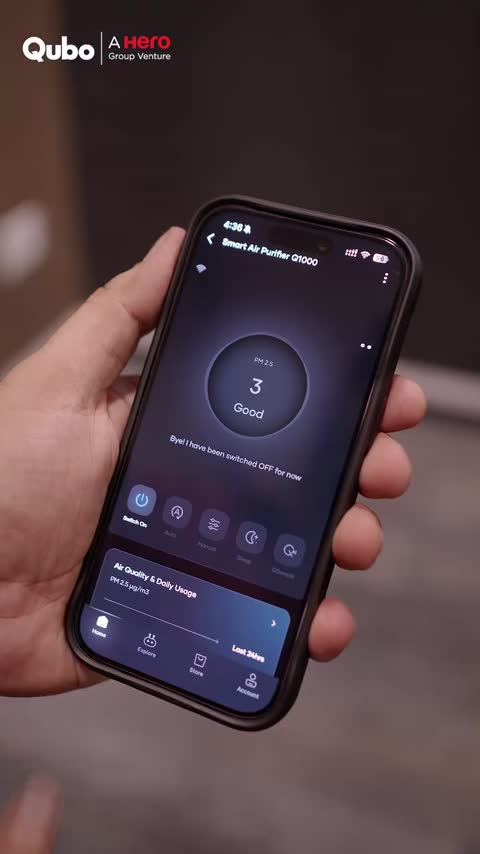 Qubo
A Hero
Group Venture
4:36
Smart Air Purifier Q1000
PM 2.5
3
Good
Bye! I have been switched OFF for now
Switch On
Auto
Manual
Sleep
Air Quality & Daily Usage
PM 2.5 µg/m3
Last 24hrs
Home
Explore
Store
Account